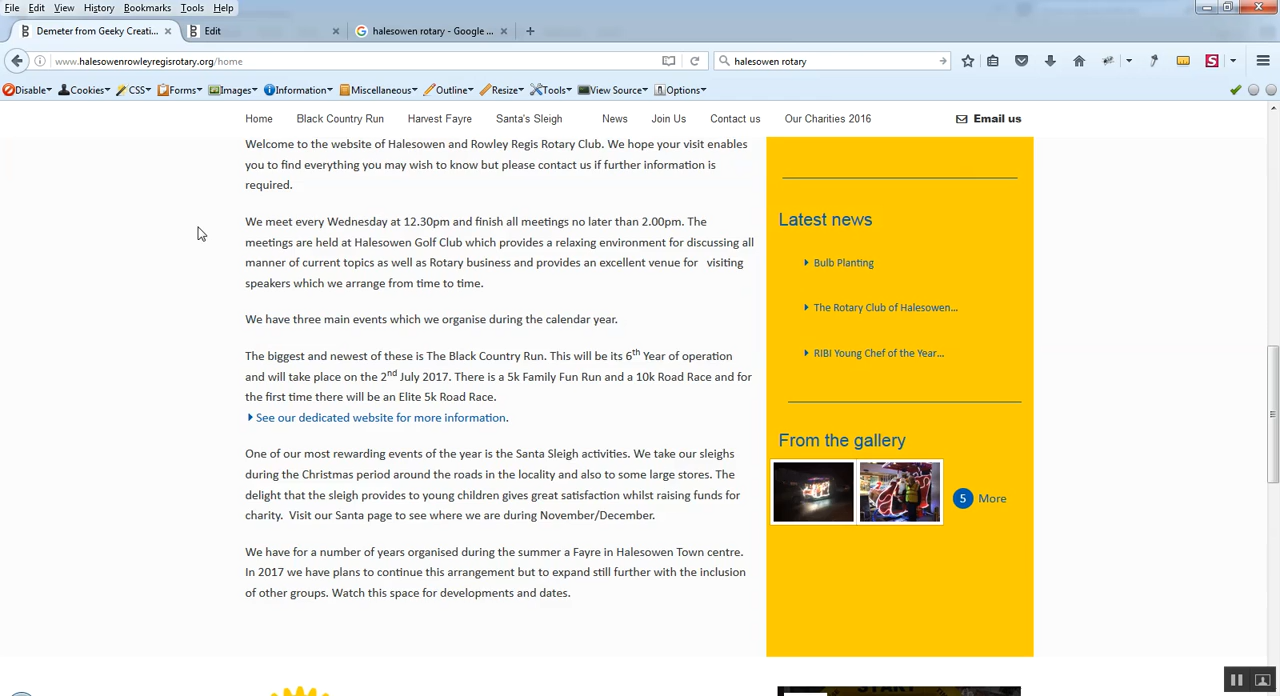 File Edit View History Bookmarks Tools Help
Demeter from Geeky Creati... × Edit × halesowen rotary - Google ... × +
www.halesowenrowleyregisrotary.org/home halesowen rotary
Disable Cookies CSS Forms Images Information Miscellaneous Outline Resize Tools View Source Options
Home Black Country Run Harvest Fayre Santa's Sleigh News Join Us Contact us Our Charities 2016 Email us
Welcome to the website of Halesowen and Rowley Regis Rotary Club. We hope your visit enables
you to find everything you may wish to know but please contact us if further information is
required.
We meet every Wednesday at 12.30pm and finish all meetings no later than 2.00pm. The
meetings are held at Halesowen Golf Club which provides a relaxing environment for discussing all
manner of current topics as well as Rotary business and provides an excellent venue for visiting
speakers which we arrange from time to time.
We have three main events which we organise during the calendar year.
The biggest and newest of these is The Black Country Run. This will be its 6th Year of operation
and will take place on the 2nd July 2017. There is a 5k Family Fun Run and a 10k Road Race and for
the first time there will be an Elite 5k Road Race.
See our dedicated website for more information.
One of our most rewarding events of the year is the Santa Sleigh activities. We take our sleighs
during the Christmas period around the roads in the locality and also to some large stores. The
delight that the sleigh provides to young children gives great satisfaction whilst raising funds for
charity. Visit our Santa page to see where we are during November/December.
We have for a number of years organised during the summer a Fayre in Halesowen Town centre.
In 2017 we have plans to continue this arrangement but to expand still further with the inclusion
of other groups. Watch this space for developments and dates.
Latest news
Bulb Planting
The Rotary Club of Halesowen...
RIBI Young Chef of the Year...
From the gallery
5 More
START